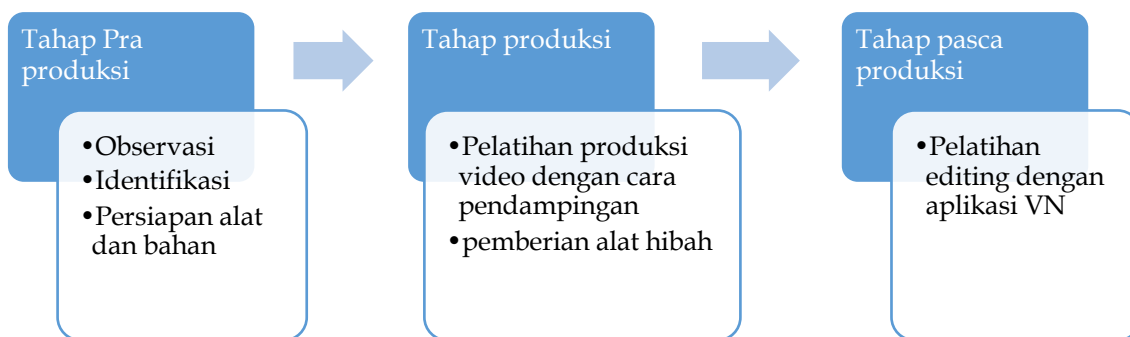 Tahap Pra
produksi
•Observasi
•Identifikasi
•Persiapan alat
dan bahan
Tahap produksi
•Pelatihan produksi
video dengan cara
pendampingan
•pemberian alat hibah
Tahap pasca
produksi
•Pelatihan
editing dengan
aplikasi VN